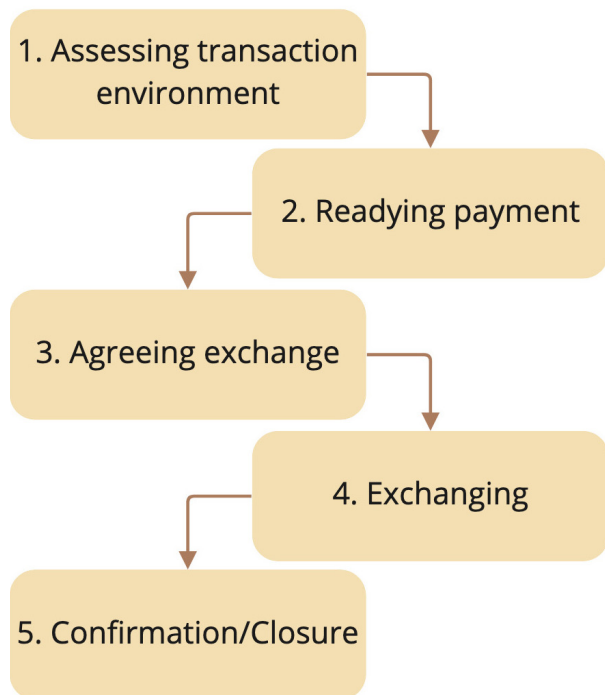 1. Assessing transaction
environment
2. Readying payment
3. Agreeing exchange
4. Exchanging
5. Confirmation/Closure